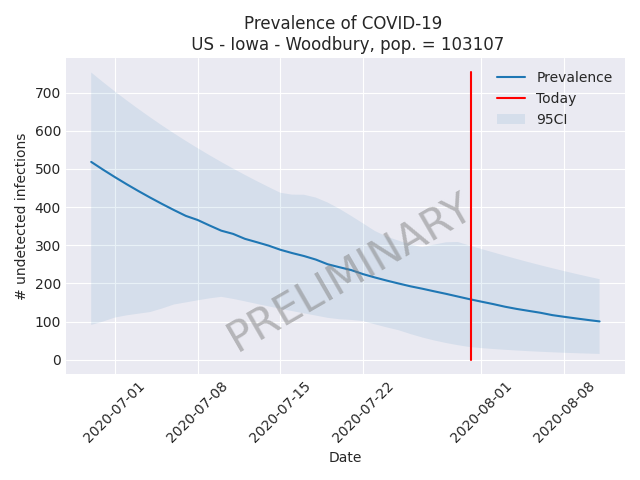 Prevalence of COVID-19
US - Iowa - Woodbury, pop. = 103107
Prevalence
Today
95CI
700
600
500
400
300
200
100
0
# undetected infections
PRELIMINARY
2020-07-01
2020-07-08
2020-07-15
2020-07-22
2020-08-01
2020-08-08
Date